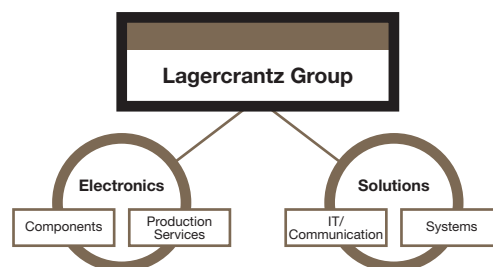 Lagercrantz Group
Electronics
Solutions
Components
Production
Services
IT/
Communication
Systems